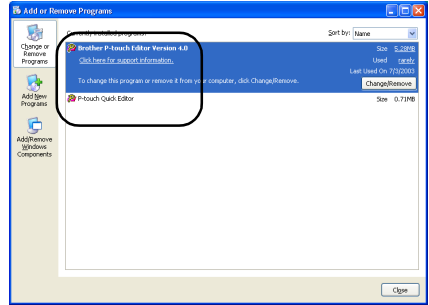 Add or Remove Programs
Change or
Remove
Programs
Add New
Programs
Add/Remove
Windows
Components
Currently installed programs:
Sort by: Name
Brother P-touch Editor Version 4.0
Size 5.28MB
Click here for support information.
Used rarely
Last Used On 7/3/2003
To change this program or remove it from your computer, click Change/Remove.
Change/Remove
P-touch Quick Editor
Size 0.71MB
Close